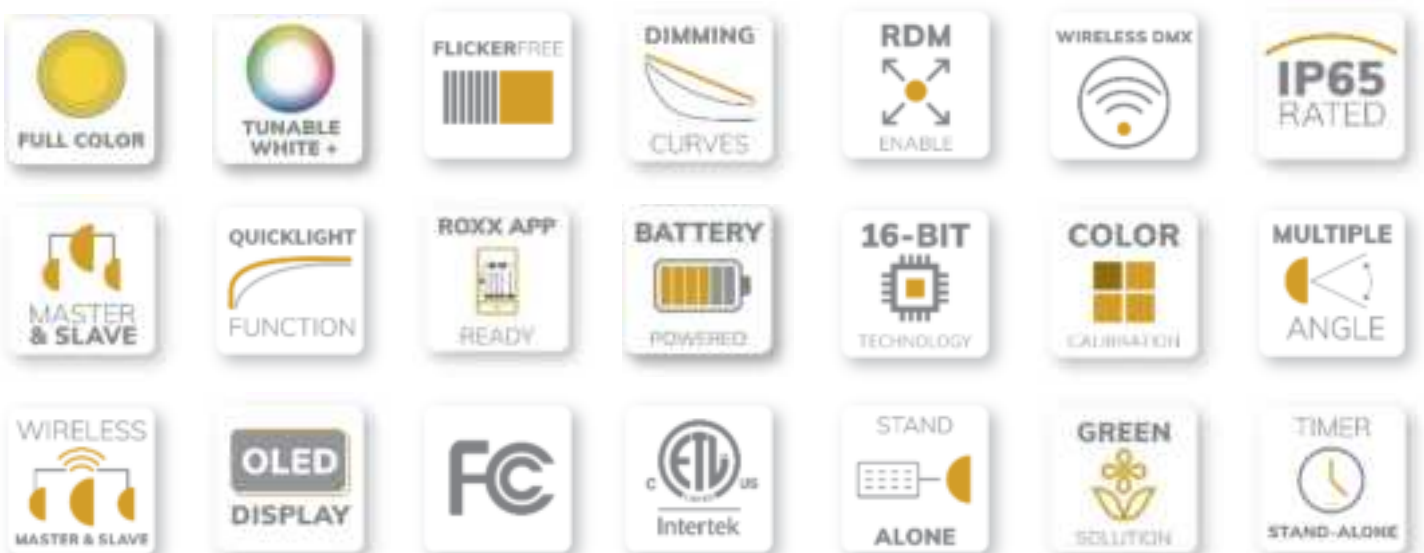 FULL COLOR
TUNABLE
WHITE +
FLICKERFREE
DIMMING
CURVES
RDM
ENABLE
WIRELESS DMX
IP65
RATED
MASTER
& SLAVE
QUICKLIGHT
FUNCTION
ROXX APP
READY
BATTERY
POWERED
16-BIT
TECHNOLOGY
COLOR
CALIBRATION
MULTIPLE
ANGLE
WIRELESS
MASTER & SLAVE
OLED
DISPLAY
FC
ETL
C US
Intertek
STAND
ALONE
GREEN
SOLUTION
TIMER
STAND-ALONE